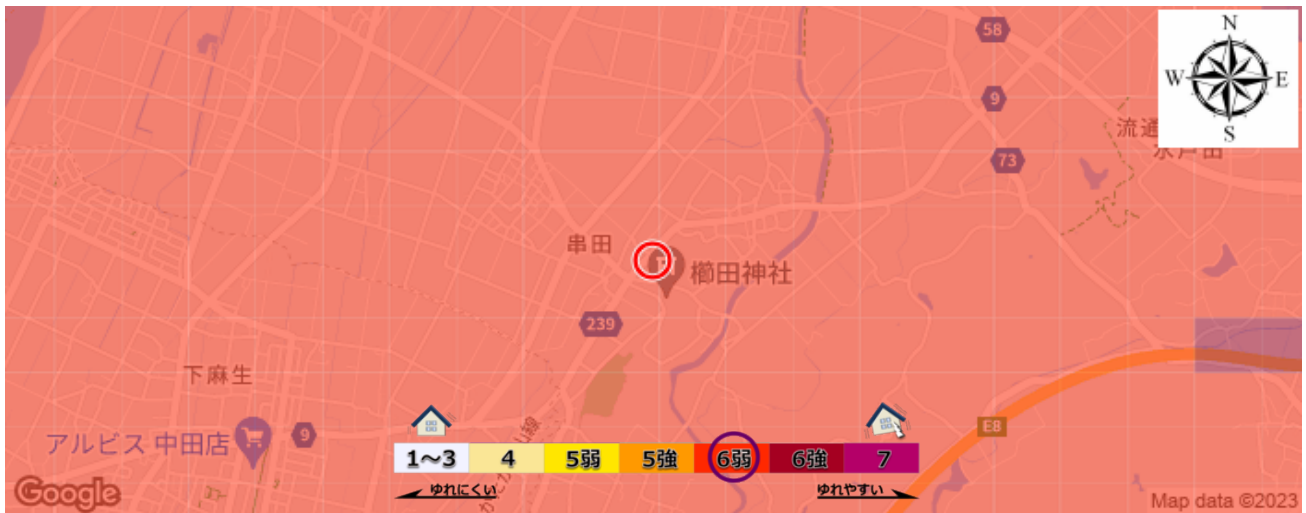 N
W E
S
58
9
73
流通
水戸田
串田
櫛田神社
239
下麻生
アルビス 中田店
9
E8
1～3 4 5弱 5強 6弱 6強 7
ゆれにくい ゆれやすい
Google
Map data ©2023